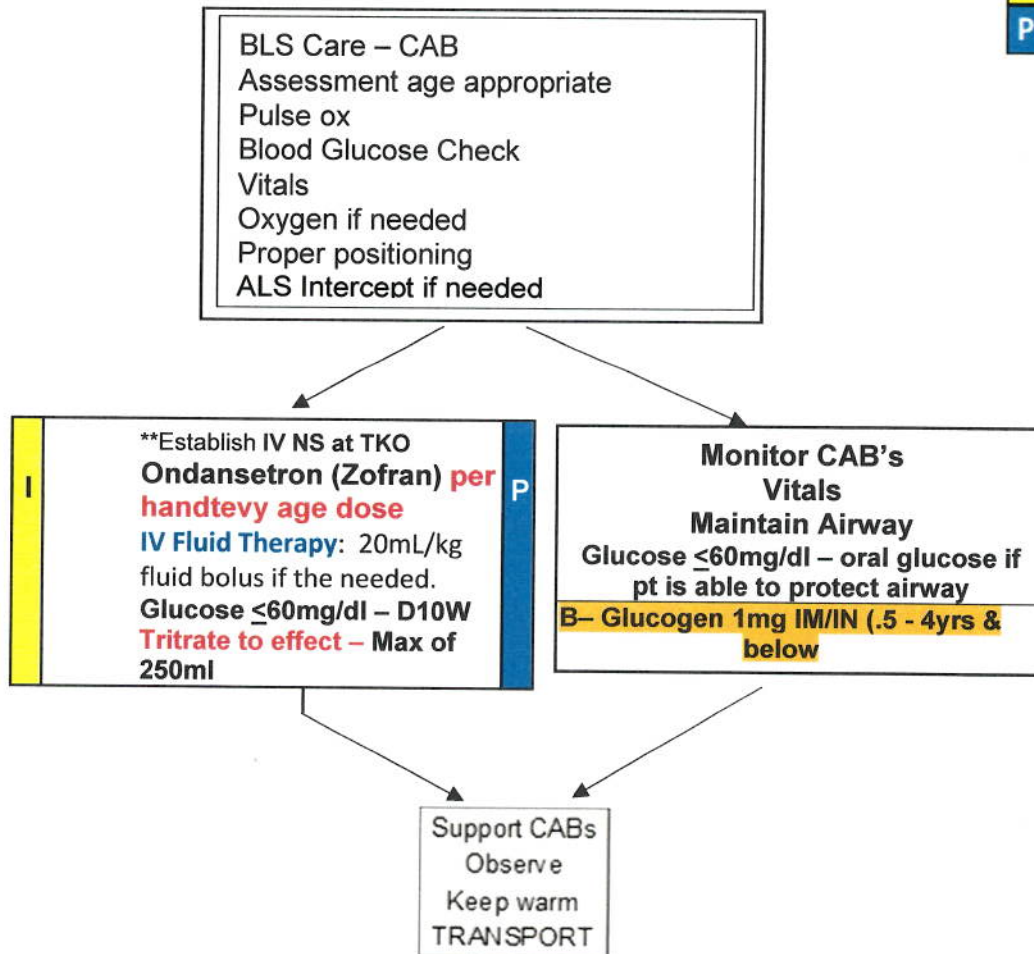 P
BLS Care – CAB
Assessment age appropriate
Pulse ox
Blood Glucose Check
Vitals
Oxygen if needed
Proper positioning
ALS Intercept if needed
I
**Establish IV NS at TKO
Ondansetron (Zofran) per
handtevy age dose
IV Fluid Therapy: 20mL/kg
fluid bolus if the needed.
Glucose ≤60mg/dl – D10W
Tritrate to effect – Max of
250ml
P
Monitor CAB's
Vitals
Maintain Airway
Glucose ≤60mg/dl – oral glucose if
pt is able to protect airway
B– Glucogen 1mg IM/IN (.5 - 4yrs &
below
Support CABs
Observe
Keep warm
TRANSPORT